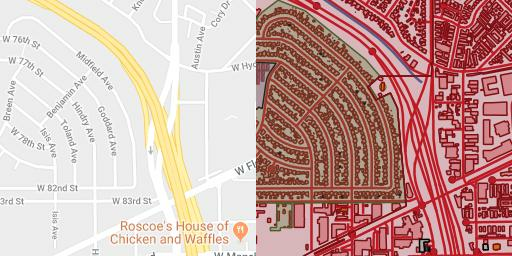 Cory Dr
Kn
Austin Ave
W 76th St
W 77th St
Midfield Ave
W Hy
Breen Ave
Benjamin Ave
Hindry Ave
Goddard Ave
W 78th St
Isis Ave
Toland Ave
W Fl
W 82nd St
3rd St
W 83rd St
Isis Ave
Roscoe's House of
Chicken and Waffles
W Manch